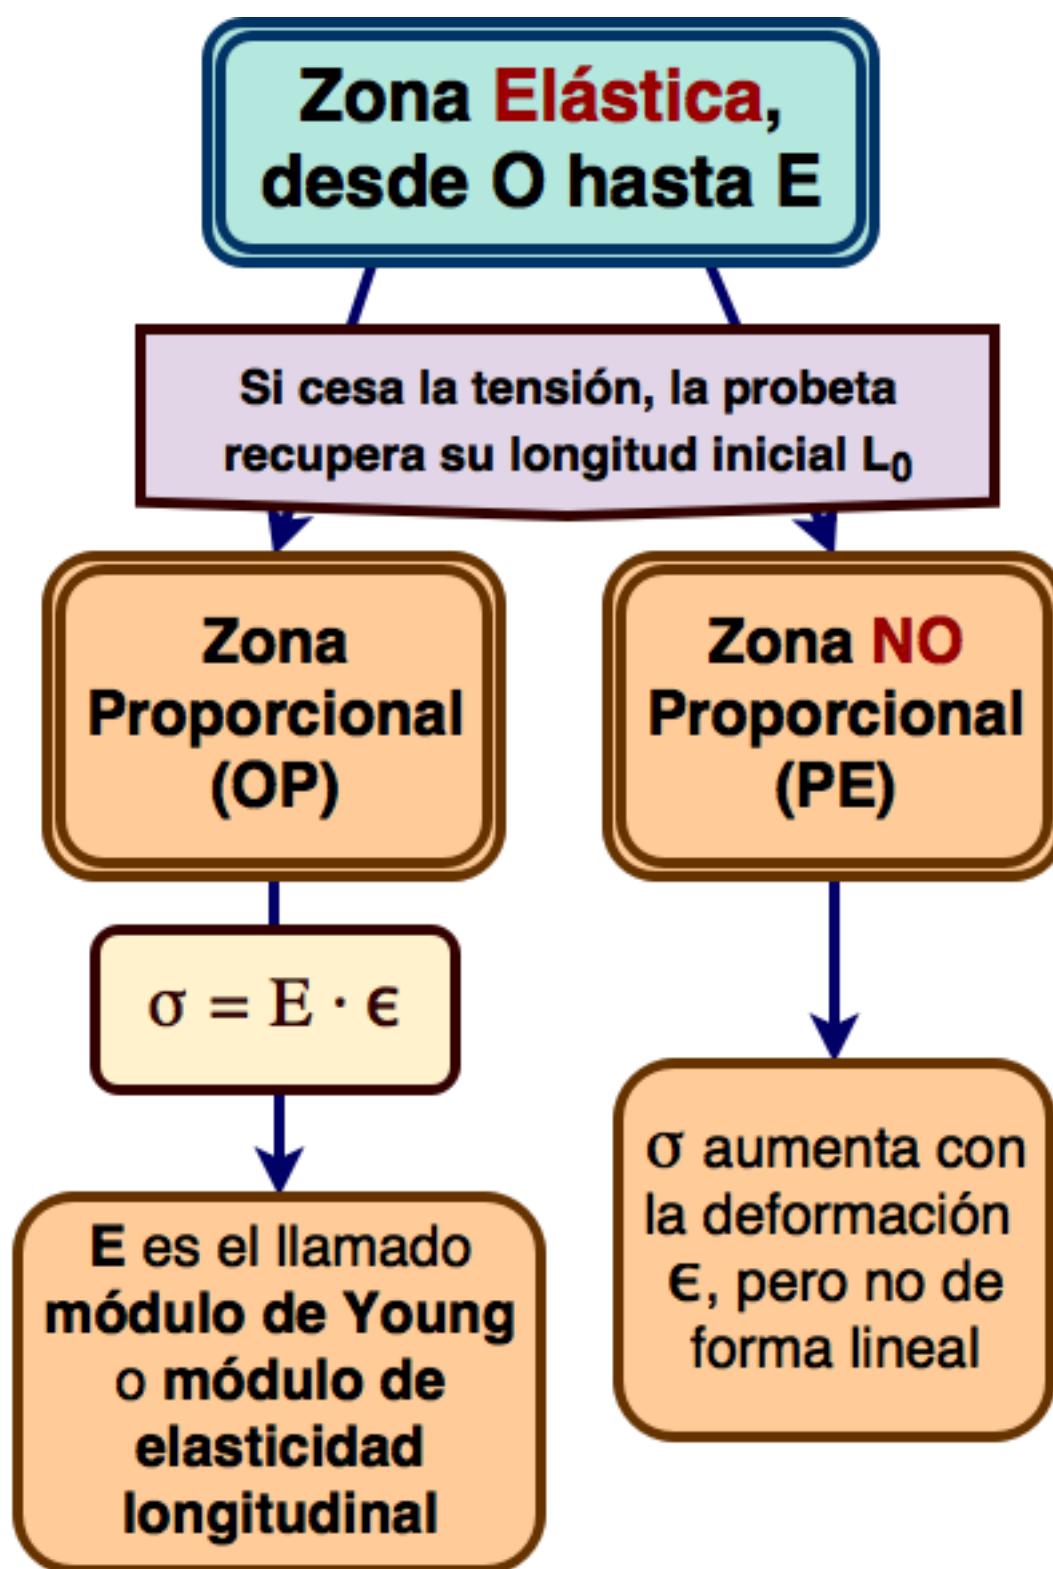 Zona Elástica,
desde O hasta E
Si cesa la tensión, la probeta
recupera su longitud inicial L₀
Zona
Proporcional
(OP)
Zona NO
Proporcional
(PE)
σ = E · ϵ
E es el llamado
módulo de Young
o módulo de
elasticidad
longitudinal
σ aumenta con
la deformación
ϵ, pero no de
forma lineal